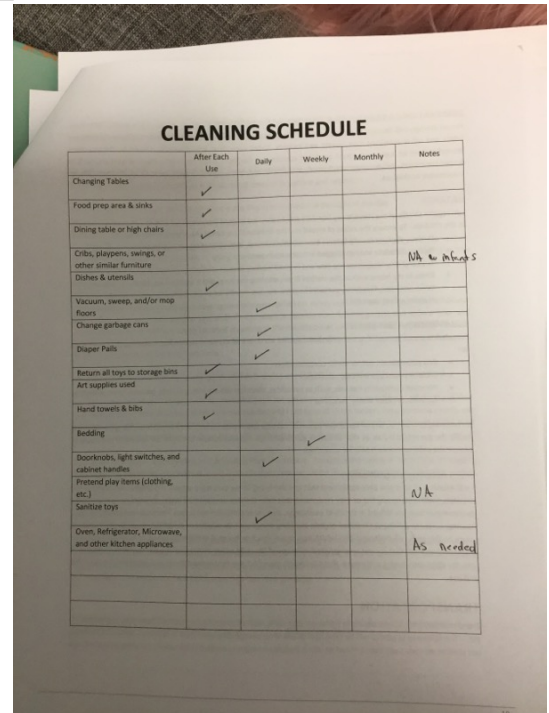 CLEANING SCHEDULE
After Each
Use
Daily
Weekly
Monthly
Notes
Changing Tables
✓
Food prep area & sinks
✓
Dining table or high chairs
✓
Cribs, playpens, swings, or
other similar furniture
NA infants
Dishes & utensils
✓
Vacuum, sweep, and/or mop
floors
✓
Change garbage cans
✓
Diaper Pails
✓
Return all toys to storage bins
✓
Art supplies used
✓
Hand towels & bibs
✓
Bedding
✓
Doorknobs, light switches, and
cabinet handles
✓
Pretend play items (clothing,
etc.)
NA
Sanitize toys
✓
Oven, Refrigerator, Microwave,
and other kitchen appliances
As needed